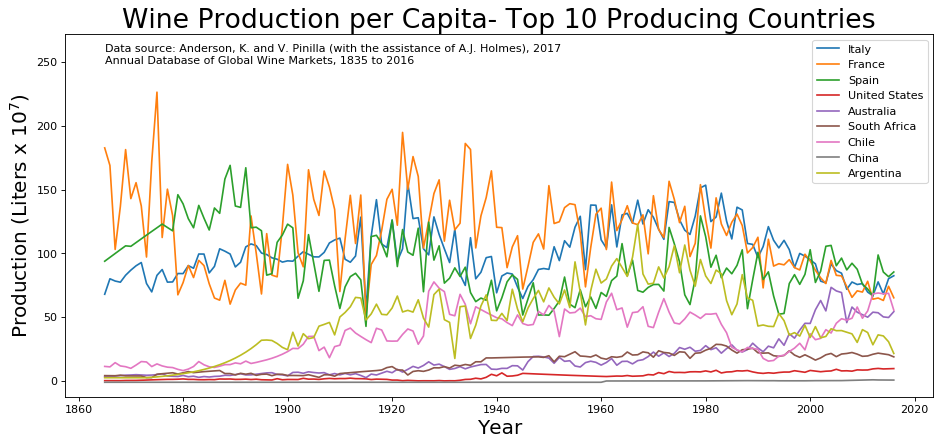 Wine Production per Capita- Top 10 Producing Countries
Data source: Anderson, K. and V. Pinilla (with the assistance of A.J. Holmes), 2017
Annual Database of Global Wine Markets, 1835 to 2016
Italy
France
Spain
United States
Australia
South Africa
Chile
China
Argentina
Production (Liters x 10⁷)
250
200
150
100
50
0
1860 1880 1900 1920 1940 1960 1980 2000 2020
Year